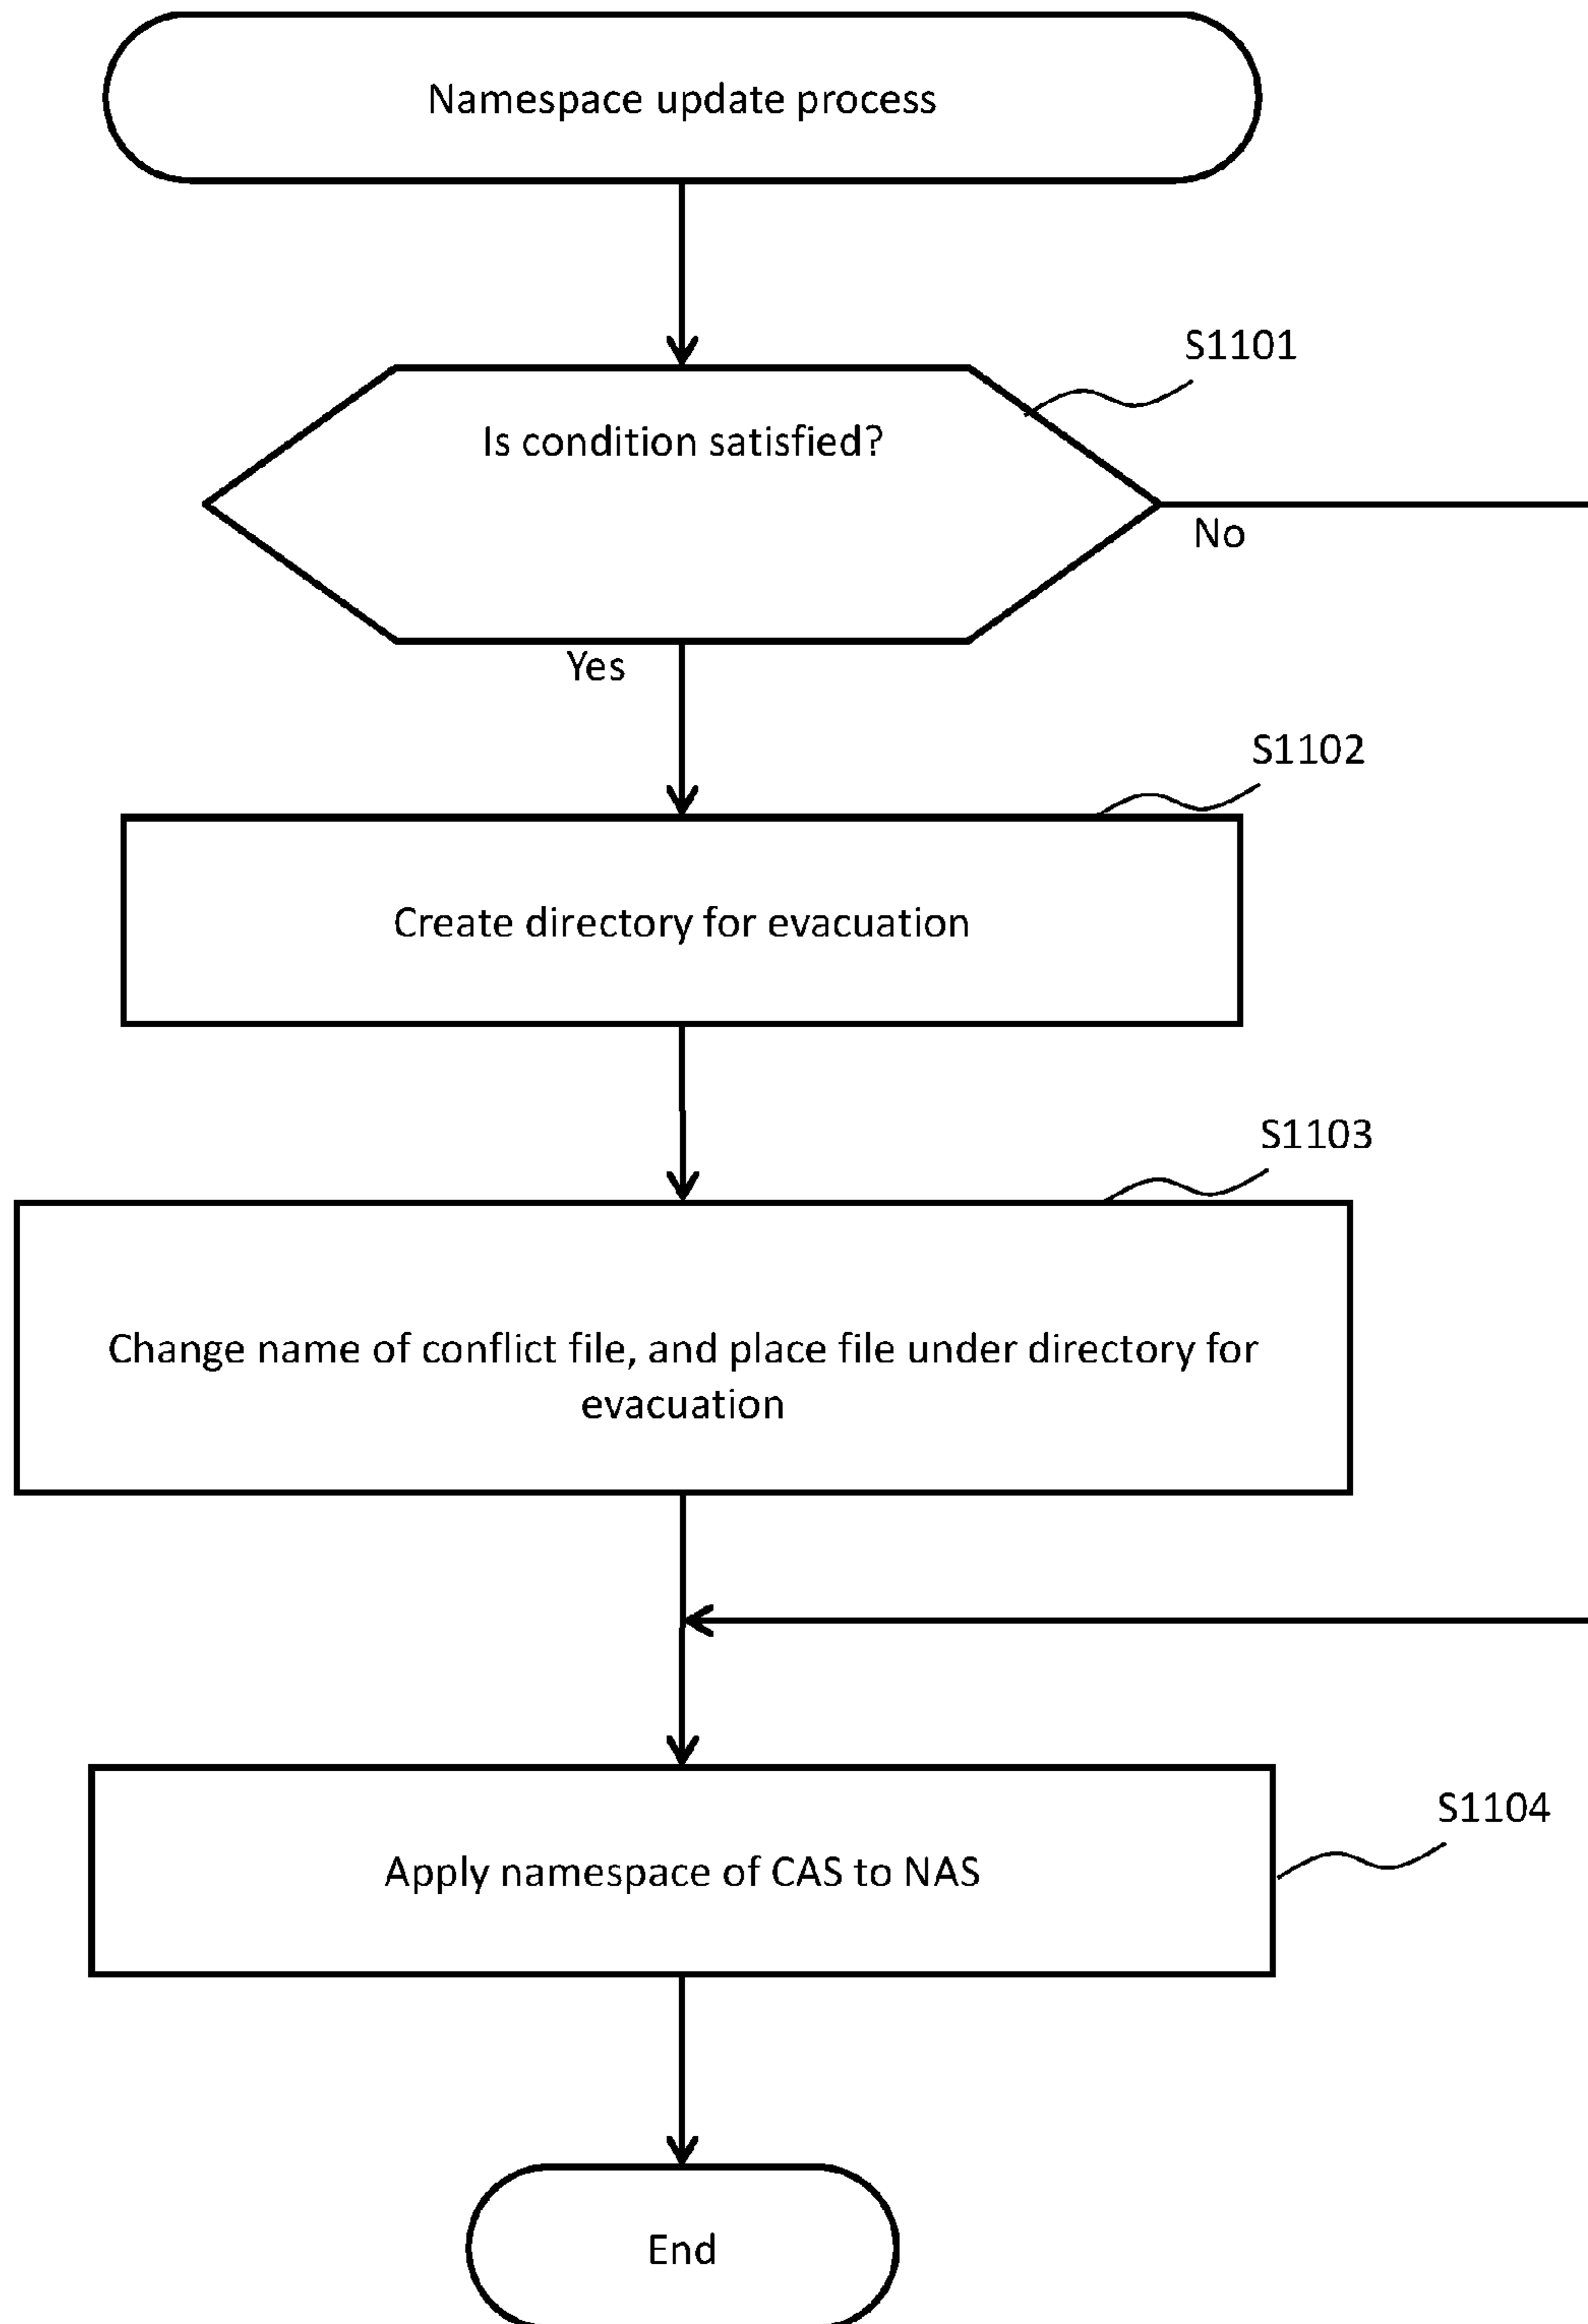 Namespace update process
S1101
Is condition satisfied?
No
Yes
S1102
Create directory for evacuation
S1103
Change name of conflict file, and place file under directory for
evacuation
S1104
Apply namespace of CAS to NAS
End